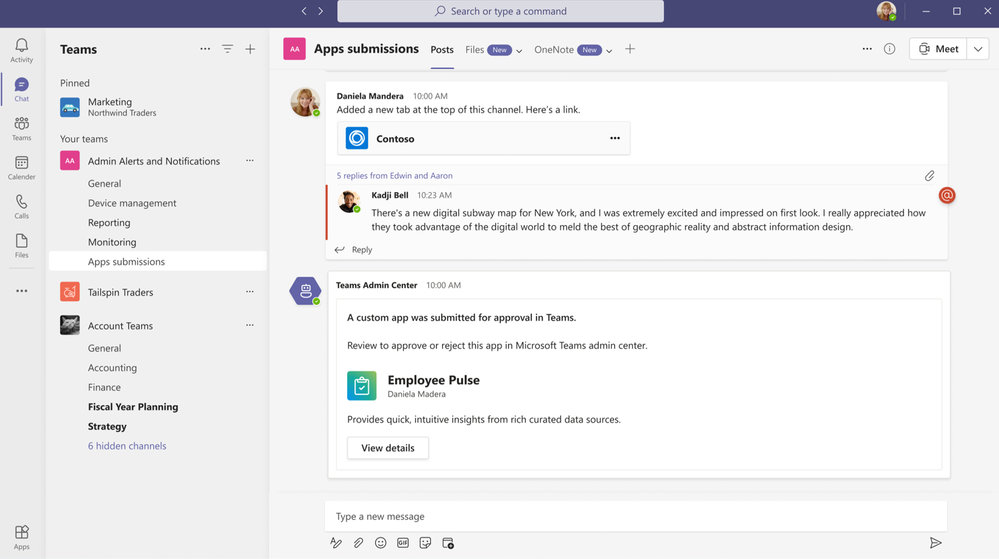 Search or type a command
Activity
Chat
Teams
Calender
Calls
Files
Apps
Teams
Pinned
Marketing
Northwind Traders
Your teams
AA Admin Alerts and Notifications
General
Device management
Reporting
Monitoring
Apps submissions
Tailspin Traders
Account Teams
General
Accounting
Finance
Fiscal Year Planning
Strategy
6 hidden channels
AA Apps submissions Posts Files New OneNote New Meet
Daniela Mandera 10:00 AM
Added a new tab at the top of this channel. Here’s a link.
Contoso
5 replies from Edwin and Aaron
Kadji Bell 10:23 AM
@
There's a new digital subway map for New York, and I was extremely excited and impressed on first look. I really appreciated how
they took advantage of the digital world to meld the best of geographic reality and abstract information design.
Reply
Teams Admin Center 10:00 AM
A custom app was submitted for approval in Teams.
Review to approve or reject this app in Microsoft Teams admin center.
Employee Pulse
Daniela Madera
Provides quick, intuitive insights from rich curated data sources.
View details
Type a new message
GIF